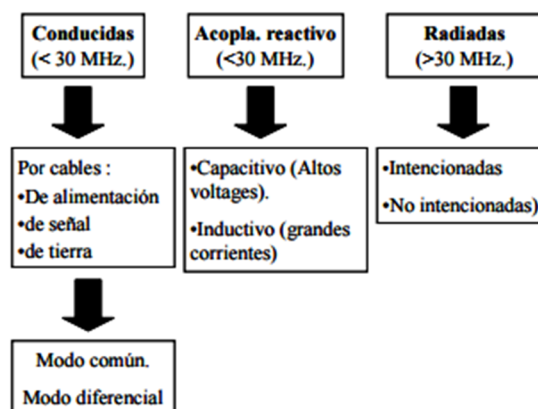 Conducidas
(< 30 MHz.)
Acopla. reactivo
(<30 MHz.)
Radiadas
(>30 MHz.)
Por cables :
•De alimentación
•de señal
•de tierra
•Capacitivo (Altos
voltages).
•Inductivo (grandes
corrientes)
•Intencionadas
•No intencionadas)
Modo común.
Modo diferencial